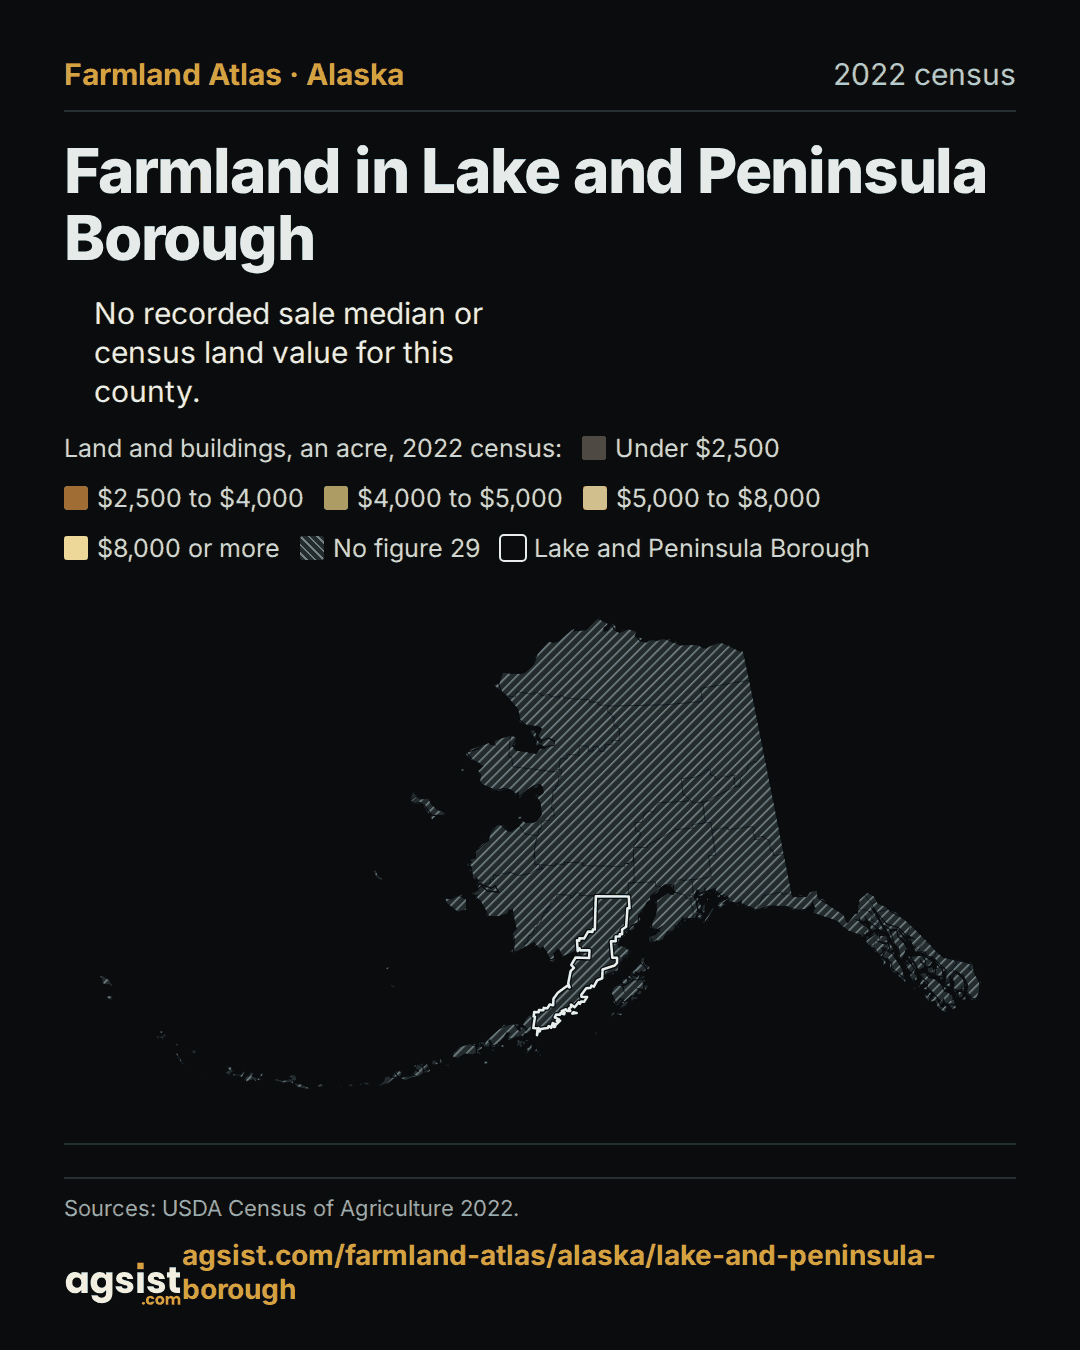 Farmland Atlas · Alaska
2022 census
Farmland in Lake and Peninsula
Borough
No recorded sale median or
census land value for this
county.
Land and buildings, an acre, 2022 census: Under $2,500
$2,500 to $4,000 $4,000 to $5,000 $5,000 to $8,000
$8,000 or more No figure 29 Lake and Peninsula Borough
Sources: USDA Census of Agriculture 2022.
agsist.com
agsist.com/farmland-atlas/alaska/lake-and-peninsula-
borough